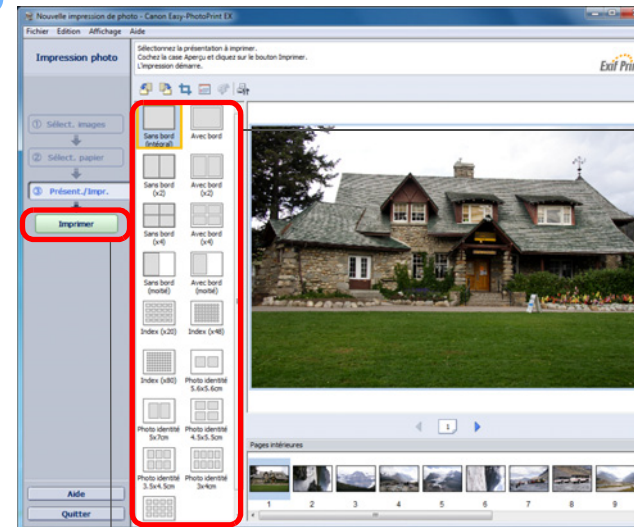 Nouvelle impression de photo - Canon Easy-PhotoPrint EX
Fichier Edition Affichage Aide
Impression photo
Sélectionnez la présentation à imprimer.
Cochez la case Aperçu et cliquez sur le bouton Imprimer.
L'impression démarre.
Exif Prin
① Sélect. images
② Sélect. papier
③ Présent./Impr.
Imprimer
Sans bord
(intégral)
Avec bord
Sans bord
(x2)
Avec bord
(x2)
Sans bord
(x4)
Avec bord
(x4)
Sans bord
(moitié)
Avec bord
(moitié)
Index (x20)
Index (x48)
Index (x80)
Photo identité
5.6x5.6cm
Photo identité
5x7cm
Photo identité
4.5x5.5cm
Photo identité
3.5x4.5cm
Photo identité
3x4cm
1
Pages intérieures
1 2 3 4 5 6 7 8 9
Aide
Quitter